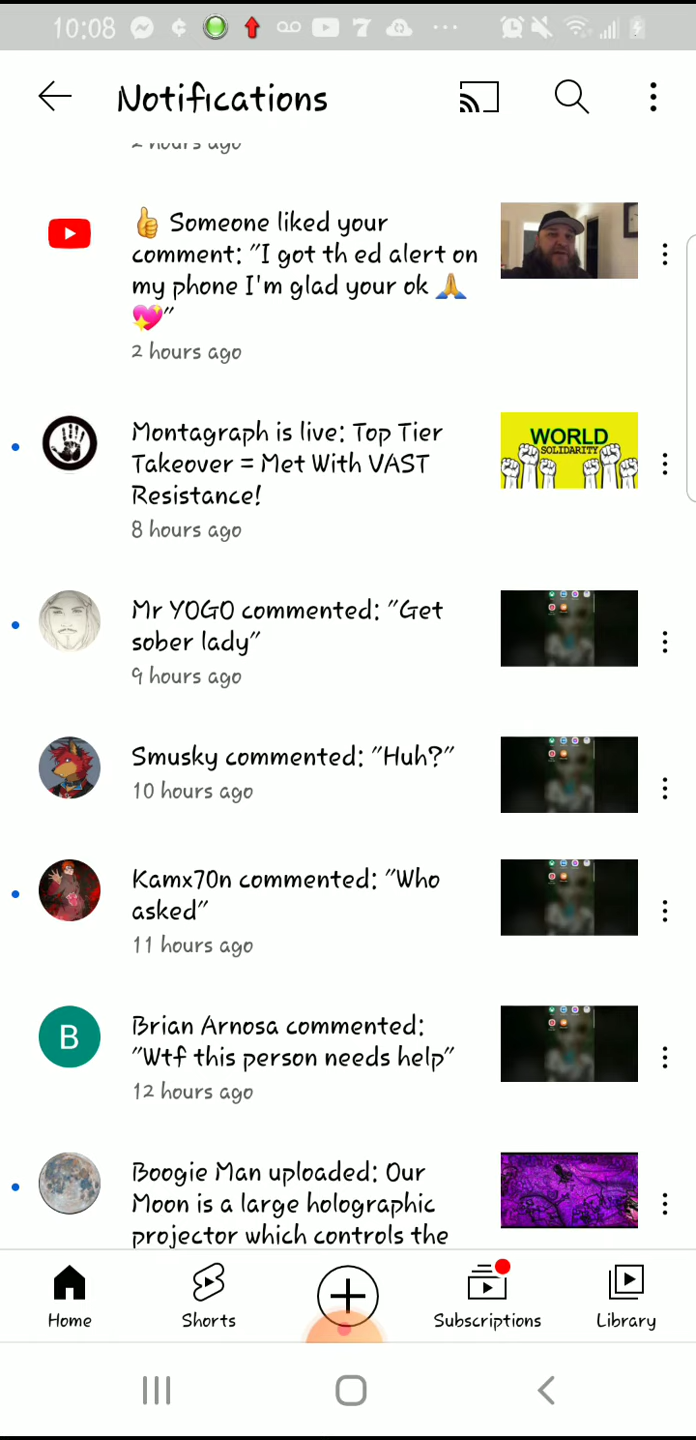 10:08
Notifications
2 hours ago
👍 Someone liked your
comment: "I got th ed alert on
my phone I'm glad your ok 🙏
💖"
2 hours ago
Montagraph is live: Top Tier
Takeover = Met With VAST
Resistance!
8 hours ago
WORLD
SOLIDARITY
Mr YOGO commented: "Get
sober lady"
9 hours ago
Smusky commented: "Huh?"
10 hours ago
Kamx70n commented: "Who
asked"
11 hours ago
B
Brian Arnosa commented:
"Wtf this person needs help"
12 hours ago
Boogie Man uploaded: Our
Moon is a large holographic
projector which controls the
Home
Shorts
Subscriptions
Library